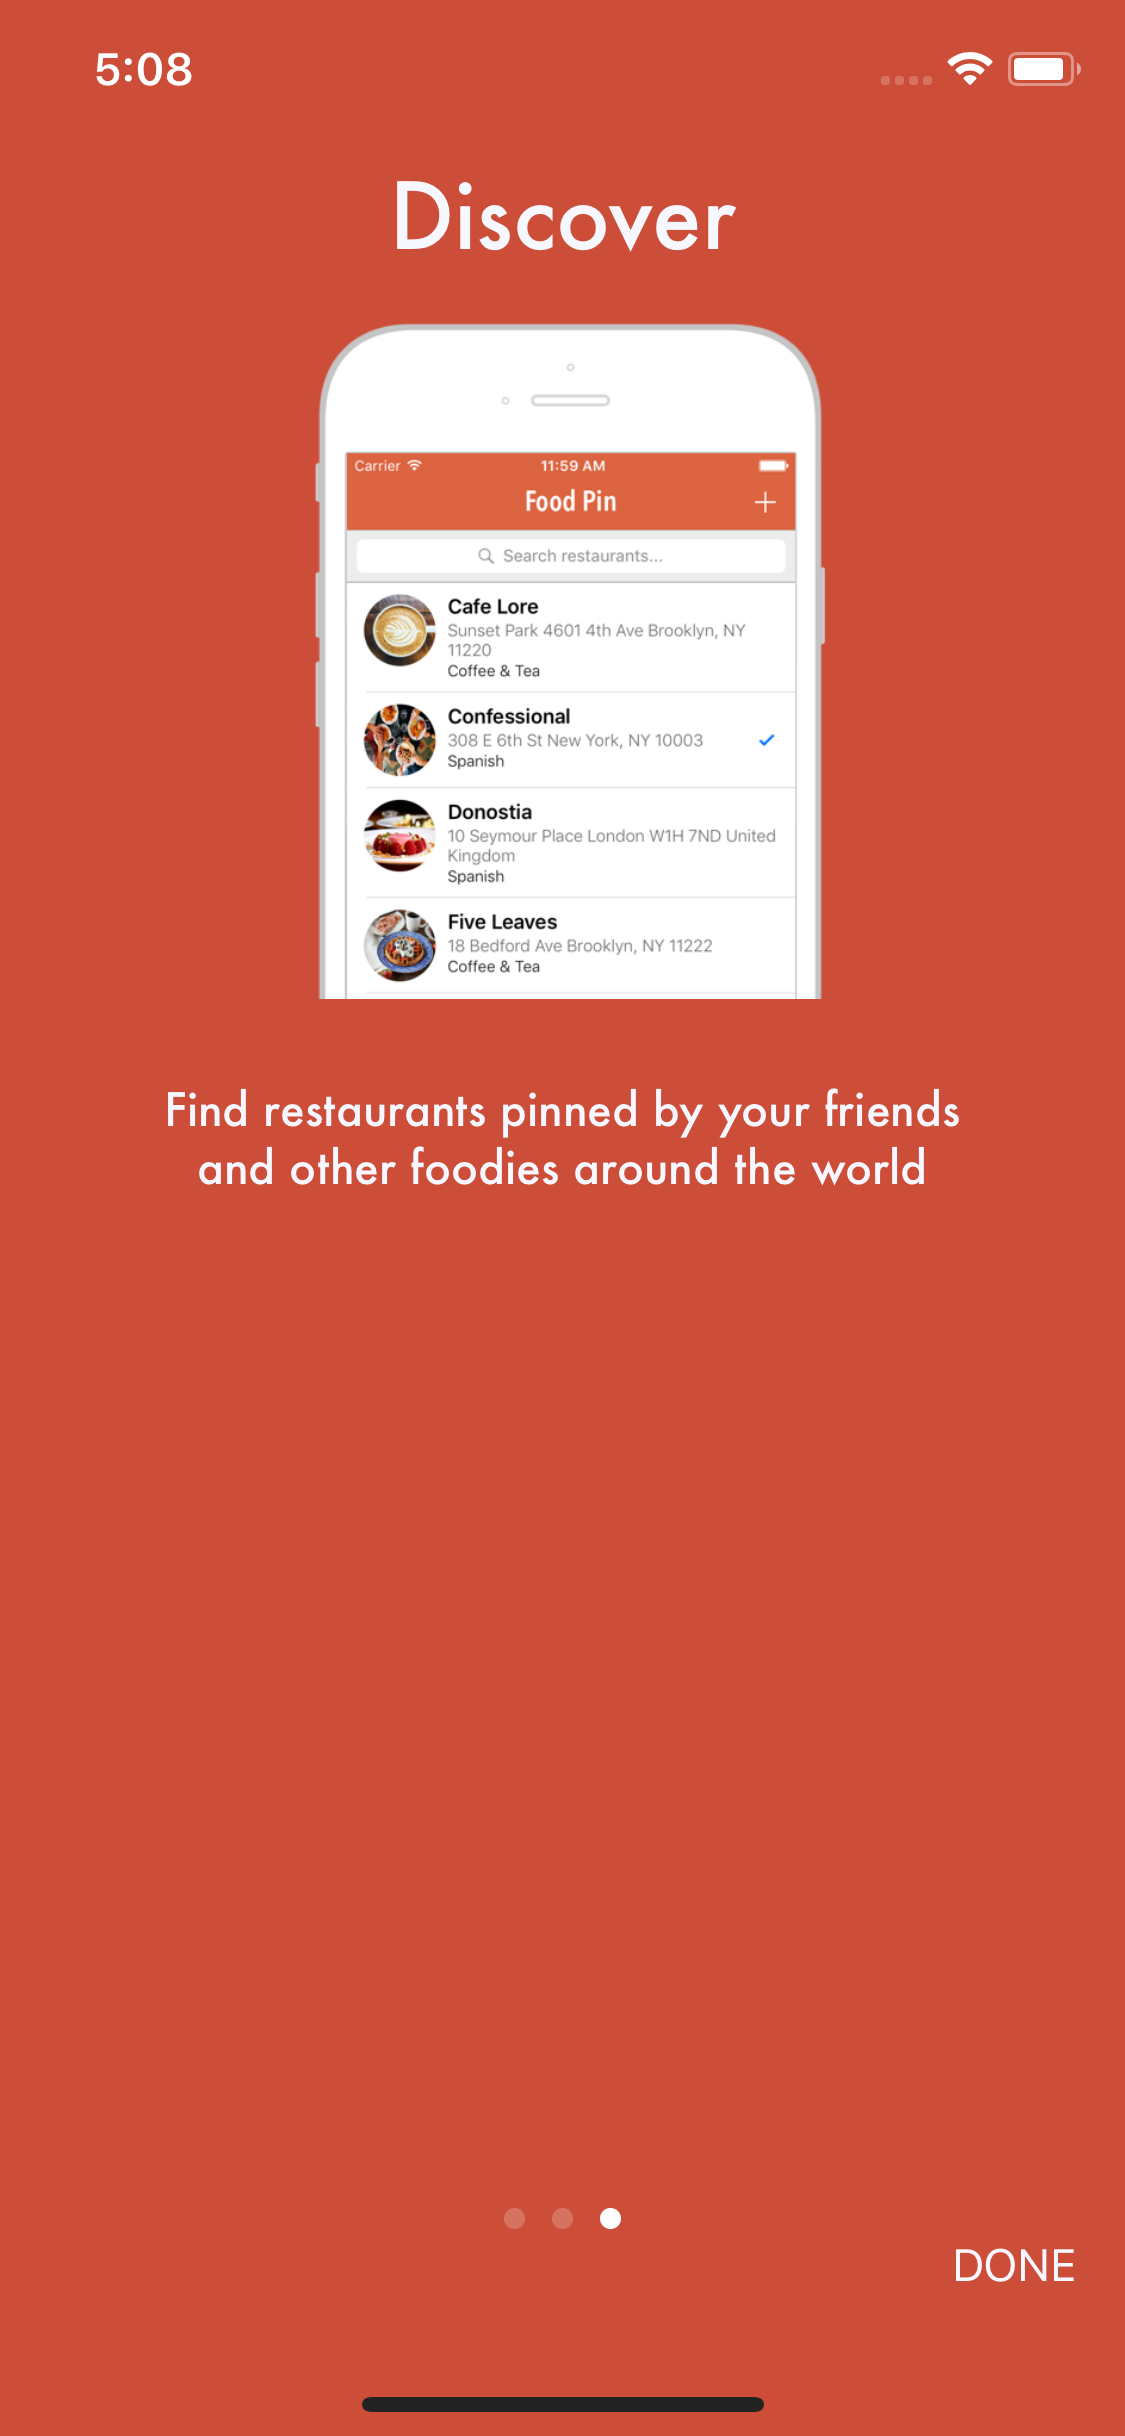 5:08
Discover
Carrier
11:59 AM
Food Pin
Search restaurants...
Cafe Lore
Sunset Park 4601 4th Ave Brooklyn, NY
11220
Coffee & Tea
Confessional
308 E 6th St New York, NY 10003
Spanish
Donostia
10 Seymour Place London W1H 7ND United
Kingdom
Spanish
Five Leaves
18 Bedford Ave Brooklyn, NY 11222
Coffee & Tea
Find restaurants pinned by your friends
and other foodies around the world
DONE